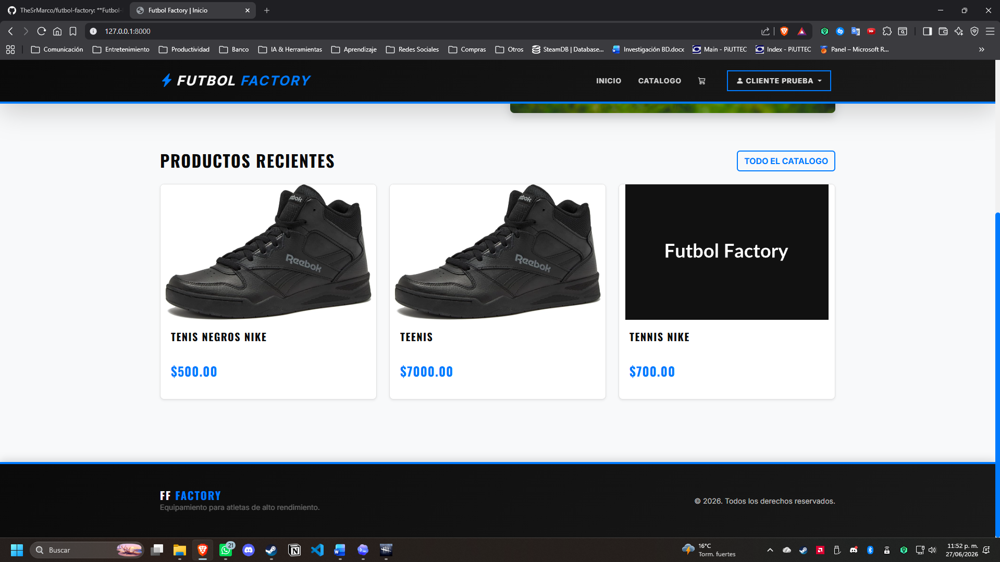 TheSrMarco/futbol-factory: **Futbol-
Futbol Factory | Inicio
127.0.0.1:8000
Comunicación
Entretenimiento
Productividad
Banco
IA & Herramientas
Aprendizaje
Redes Sociales
Compras
Otros
SteamDB | Database...
Investigación BD.docx
Main - PiUTTEC
Index - PiUTTEC
Panel – Microsoft R...
FUTBOL FACTORY
INICIO
CATALOGO
CLIENTE PRUEBA
PRODUCTOS RECIENTES
TODO EL CATALOGO
Reebok
Reebok
Reebok
Reebok
Futbol Factory
TENIS NEGROS NIKE
TEENIS
TENNIS NIKE
$500.00
$7000.00
$700.00
FF FACTORY
Equipamiento para atletas de alto rendimiento.
© 2026. Todos los derechos reservados.
Buscar
21
16°C
Torm. fuertes
11:52 p. m.
27/06/2026